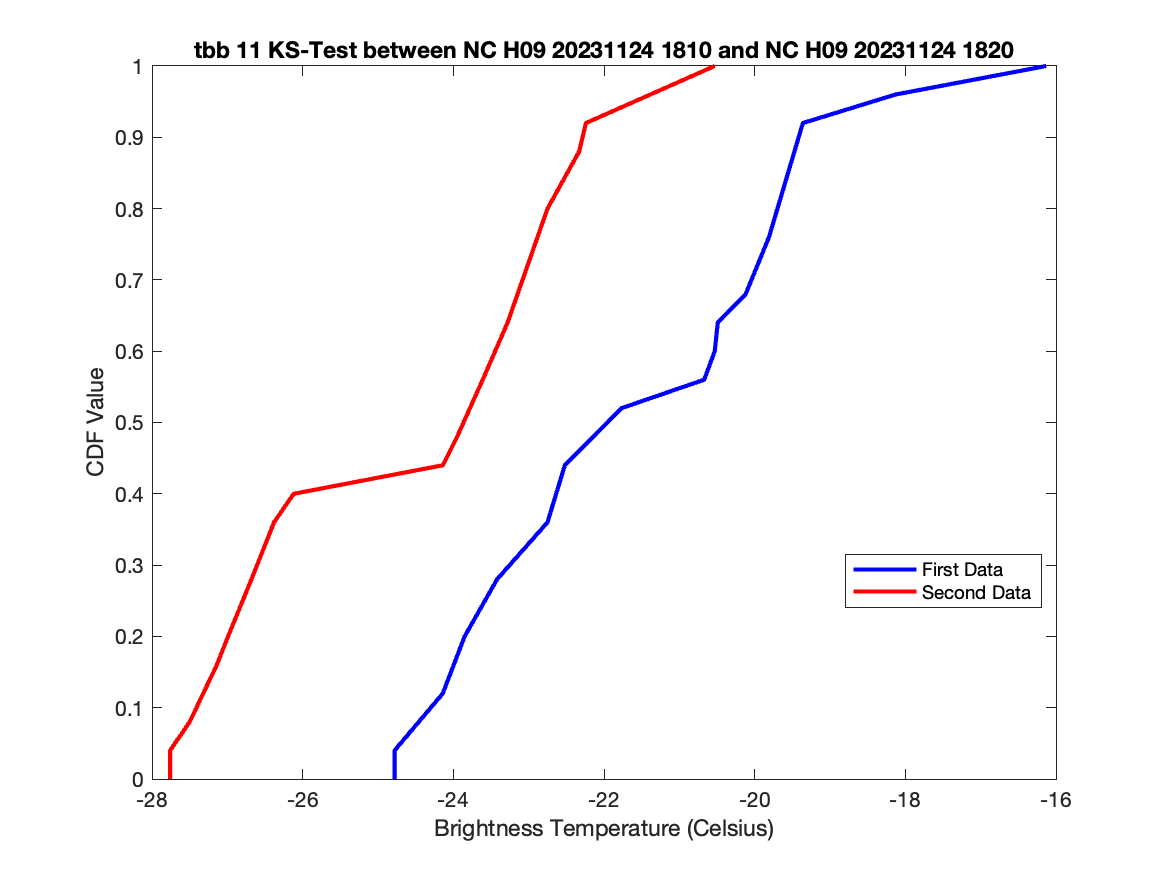 tbb 11 KS-Test between NC H09 20231124 1810 and NC H09 20231124 1820
1
0.9
0.8
0.7
0.6
0.5
0.4
0.3
0.2
0.1
0
CDF Value
First Data
Second Data
-28 -26 -24 -22 -20 -18 -16
Brightness Temperature (Celsius)